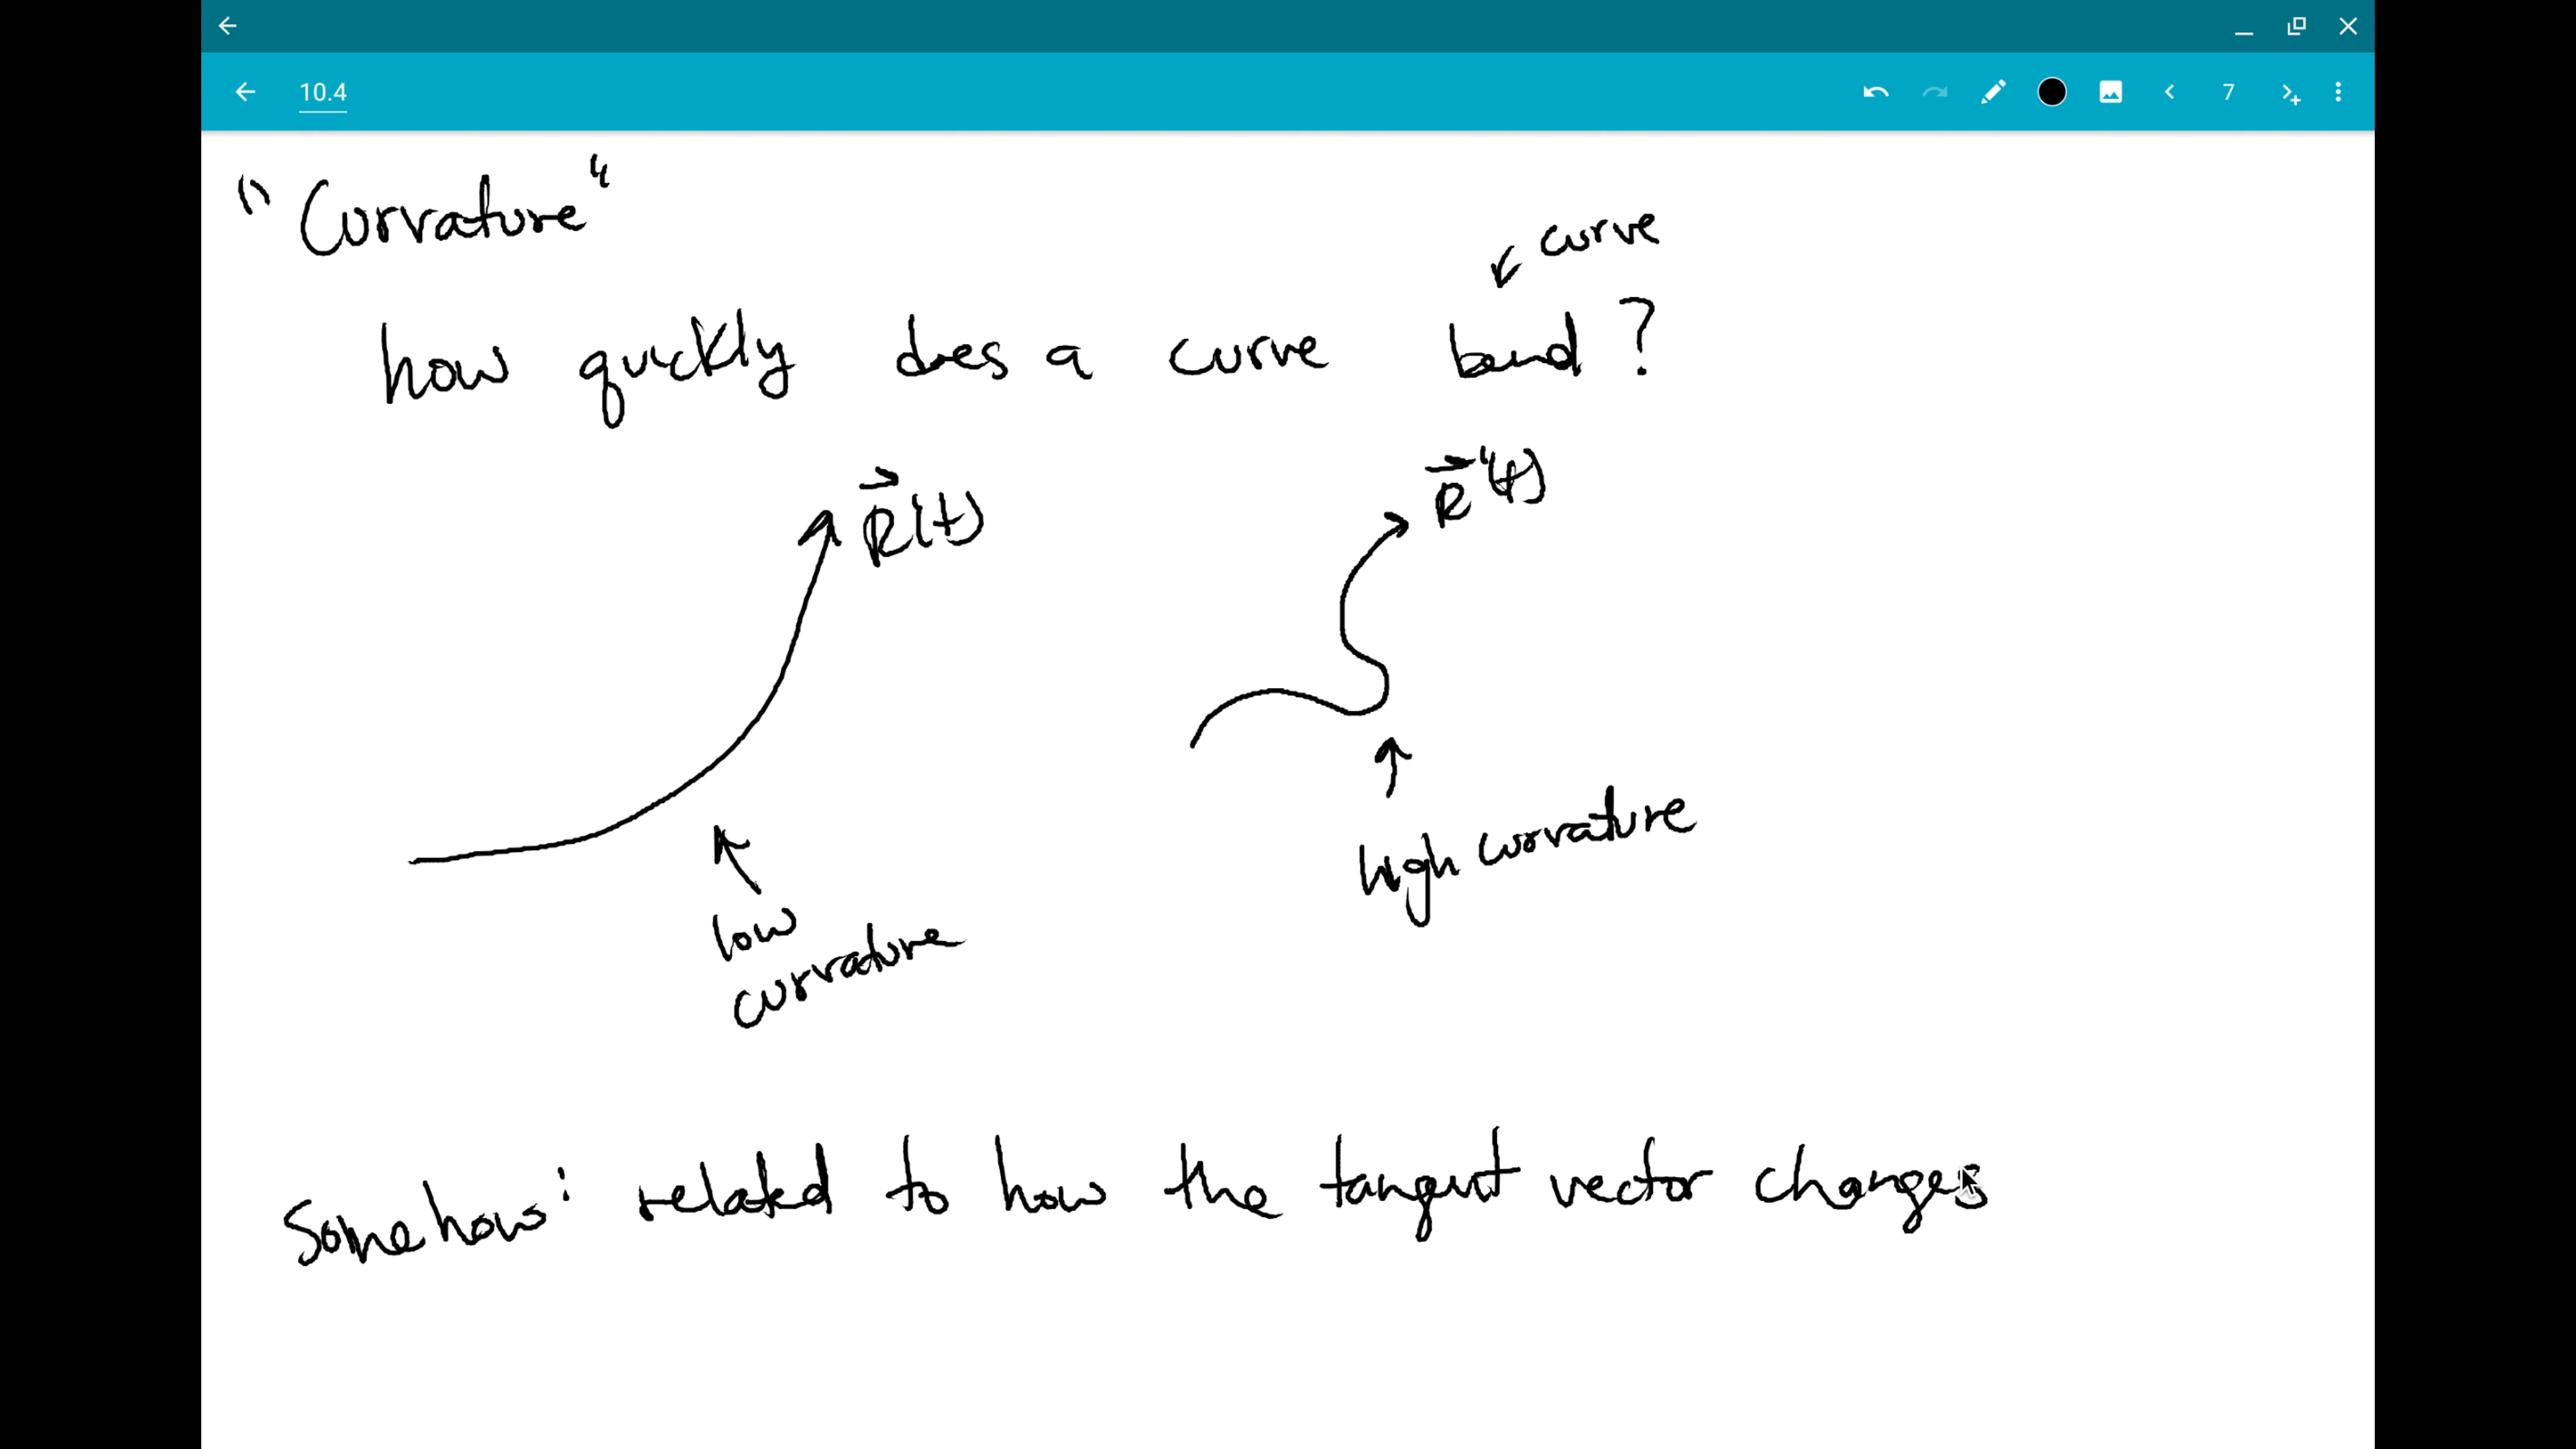 10.4
7
"Curvature"
curve
how quickly does a curve bend?
R(t)
R(t)
low
curvature
high curvature
Somehow: related to how the tangent vector changes